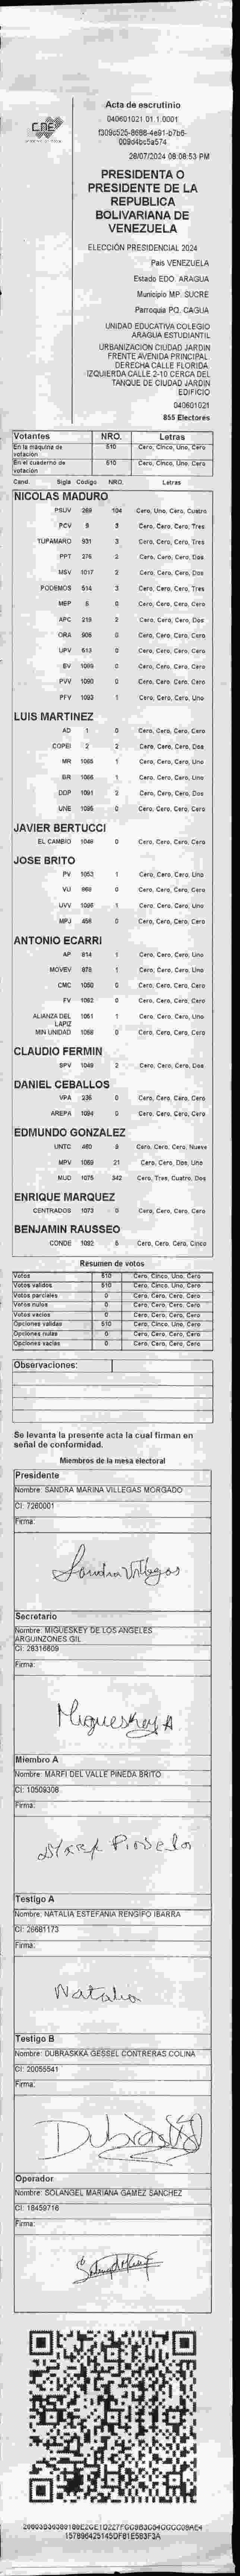 CNE
Acta de escrutinio
040601021.01.1.0001
28/07/2024 08:08:53 PM
PRESIDENTA O
PRESIDENTE DE LA
REPUBLICA
BOLIVARIANA DE
VENEZUELA
ELECCIÓN PRESIDENCIAL 2024
País VENEZUELA
Estado EDO. ARAGUA
Municipio MP. SUCRE
Parroquia PQ. CAGUA
UNIDAD EDUCATIVA COLEGIO
ARAGUA ESTUDIANTIL
URBANIZACION CIUDAD JARDIN
FRENTE AVENIDA PRINCIPAL.
DERECHA CALLE FLORIDA.
IZQUIERDA CALLE 2-10 CERCA DEL
TANQUE DE CIUDAD JARDIN
EDIFICIO
040601021
855 Electores
Votantes NRO. Letras
En la máquina de votación 510 Cero, Cinco, Uno, Cero
En el cuaderno de votación 510 Cero, Cinco, Uno, Cero
Cand. Sigla Codigo NRO. Letras
NICOLAS MADURO
PSUV 269 104 Cero, Uno, Cero, Cuatro
PCV 9 3 Cero, Cero, Cero, Tres
TUPAMARO 931 3 Cero, Cero, Cero, Tres
PPT 276 2 Cero, Cero, Cero, Dos
MSV 1017 2 Cero, Cero, Cero, Dos
PODEMOS 514 3 Cero, Cero, Cero, Tres
MEP 6 0 Cero, Cero, Cero, Cero
APC 219 2 Cero, Cero, Cero, Dos
ORA 906 0 Cero, Cero, Cero, Cero
UPV 613 0 Cero, Cero, Cero, Cero
EV 1089 0 Cero, Cero, Cero, Cero
PVV 1090 0 Cero, Cero, Cero, Cero
PFV 1093 1 Cero, Cero, Cero, Uno
LUIS MARTINEZ
AD 1 0 Cero, Cero, Cero, Cero
COPEI 2 2 Cero, Cero, Cero, Dos
MR 1065 1 Cero, Cero, Cero, Uno
BR 1066 1 Cero, Cero, Cero, Uno
DDP 1091 2 Cero, Cero, Cero, Dos
UNE 1095 0 Cero, Cero, Cero, Cero
JAVIER BERTUCCI
EL CAMBIO 1048 0 Cero, Cero, Cero, Cero
JOSE BRITO
PV 1053 1 Cero, Cero, Cero, Uno
VU 868 0 Cero, Cero, Cero, Cero
UVV 1096 1 Cero, Cero, Cero, Uno
MPJ 456 0 Cero, Cero, Cero, Cero
ANTONIO ECARRI
AP 814 1 Cero, Cero, Cero, Uno
MOVEV 878 1 Cero, Cero, Cero, Uno
CMC 1050 0 Cero, Cero, Cero, Cero
FV 1052 0 Cero, Cero, Cero, Cero
ALIANZA DEL LAPIZ 1051 1 Cero, Cero, Cero, Uno
MIN UNIDAD 1058 0 Cero, Cero, Cero, Cero
CLAUDIO FERMIN
SPV 1049 2 Cero, Cero, Cero, Dos
DANIEL CEBALLOS
VPA 236 0 Cero, Cero, Cero, Cero
AREPA 1094 0 Cero, Cero, Cero, Cero
EDMUNDO GONZALEZ
UNTC 460 9 Cero, Cero, Cero, Nueve
MPV 1069 21 Cero, Cero, Dos, Uno
MUD 1075 342 Cero, Tres, Cuatro, Dos
ENRIQUE MARQUEZ
CENTRADOS 1073 0 Cero, Cero, Cero, Cero
BENJAMIN RAUSSEO
CONDE 1092 5 Cero, Cero, Cero, Cinco
Resumen de votos
Votos 510 Cero, Cinco, Uno, Cero
Votos validos 510 Cero, Cinco, Uno, Cero
Votos parciales 0 Cero, Cero, Cero, Cero
Votos nulos 0 Cero, Cero, Cero, Cero
Votos vacios 0 Cero, Cero, Cero, Cero
Opciones validas 510 Cero, Cinco, Uno, Cero
Opciones nulas 0 Cero, Cero, Cero, Cero
Opciones vacias 0 Cero, Cero, Cero, Cero
Observaciones:
Se levanta la presente acta la cual firman en
señal de conformidad.
Miembros de la mesa electoral
Presidente
Nombre: SANDRA MARINA VILLEGAS MORGADO
CI: 7260001
Firma:
Sandra Villegas
Secretario
Nombre: MIGUESKEY DE LOS ANGELES
ARGUINZONES GIL
CI: 28316609
Firma:
Migueskey A
Miembro A
Nombre: MARFI DEL VALLE PINEDA BRITO
CI: 10509308
Firma:
Testigo A
Nombre: NATALIA ESTEFANIA RENGIFO IBARRA
CI: 26681173
Firma:
Natalia
Testigo B
Nombre: DUBRASKKA GESSEL CONTRERAS COLINA
CI: 20055541
Firma:
Operador
Nombre: SOLANGEL MARIANA GAMEZ SANCHEZ
CI: 18459716
Firma: